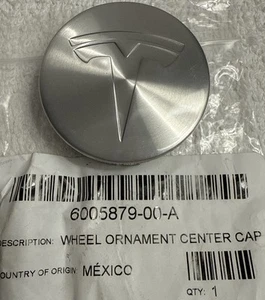 6005879-00-A
DESCRIPTION: WHEEL ORNAMENT CENTER CAP
COUNTRY OF ORIGIN MÉXICO
QTY: 1